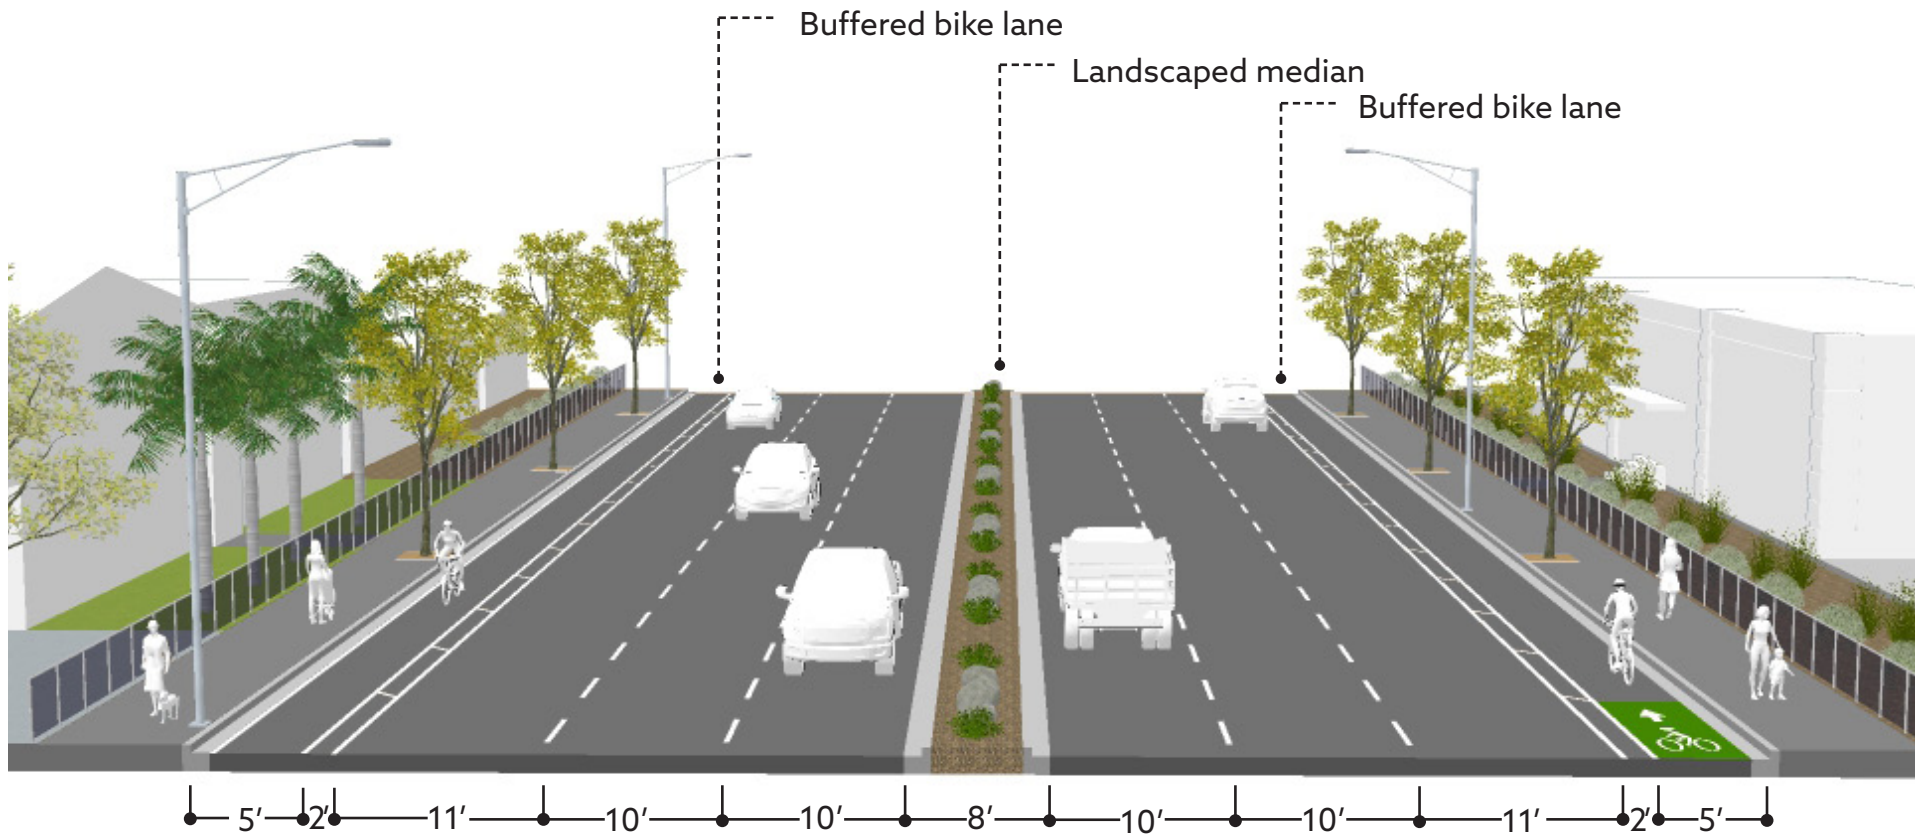 Buffered bike lane
Landscaped median
Buffered bike lane
5′ 2′ 11′ 10′ 10′ 8′ 10′ 10′ 11′ 2′ 5′